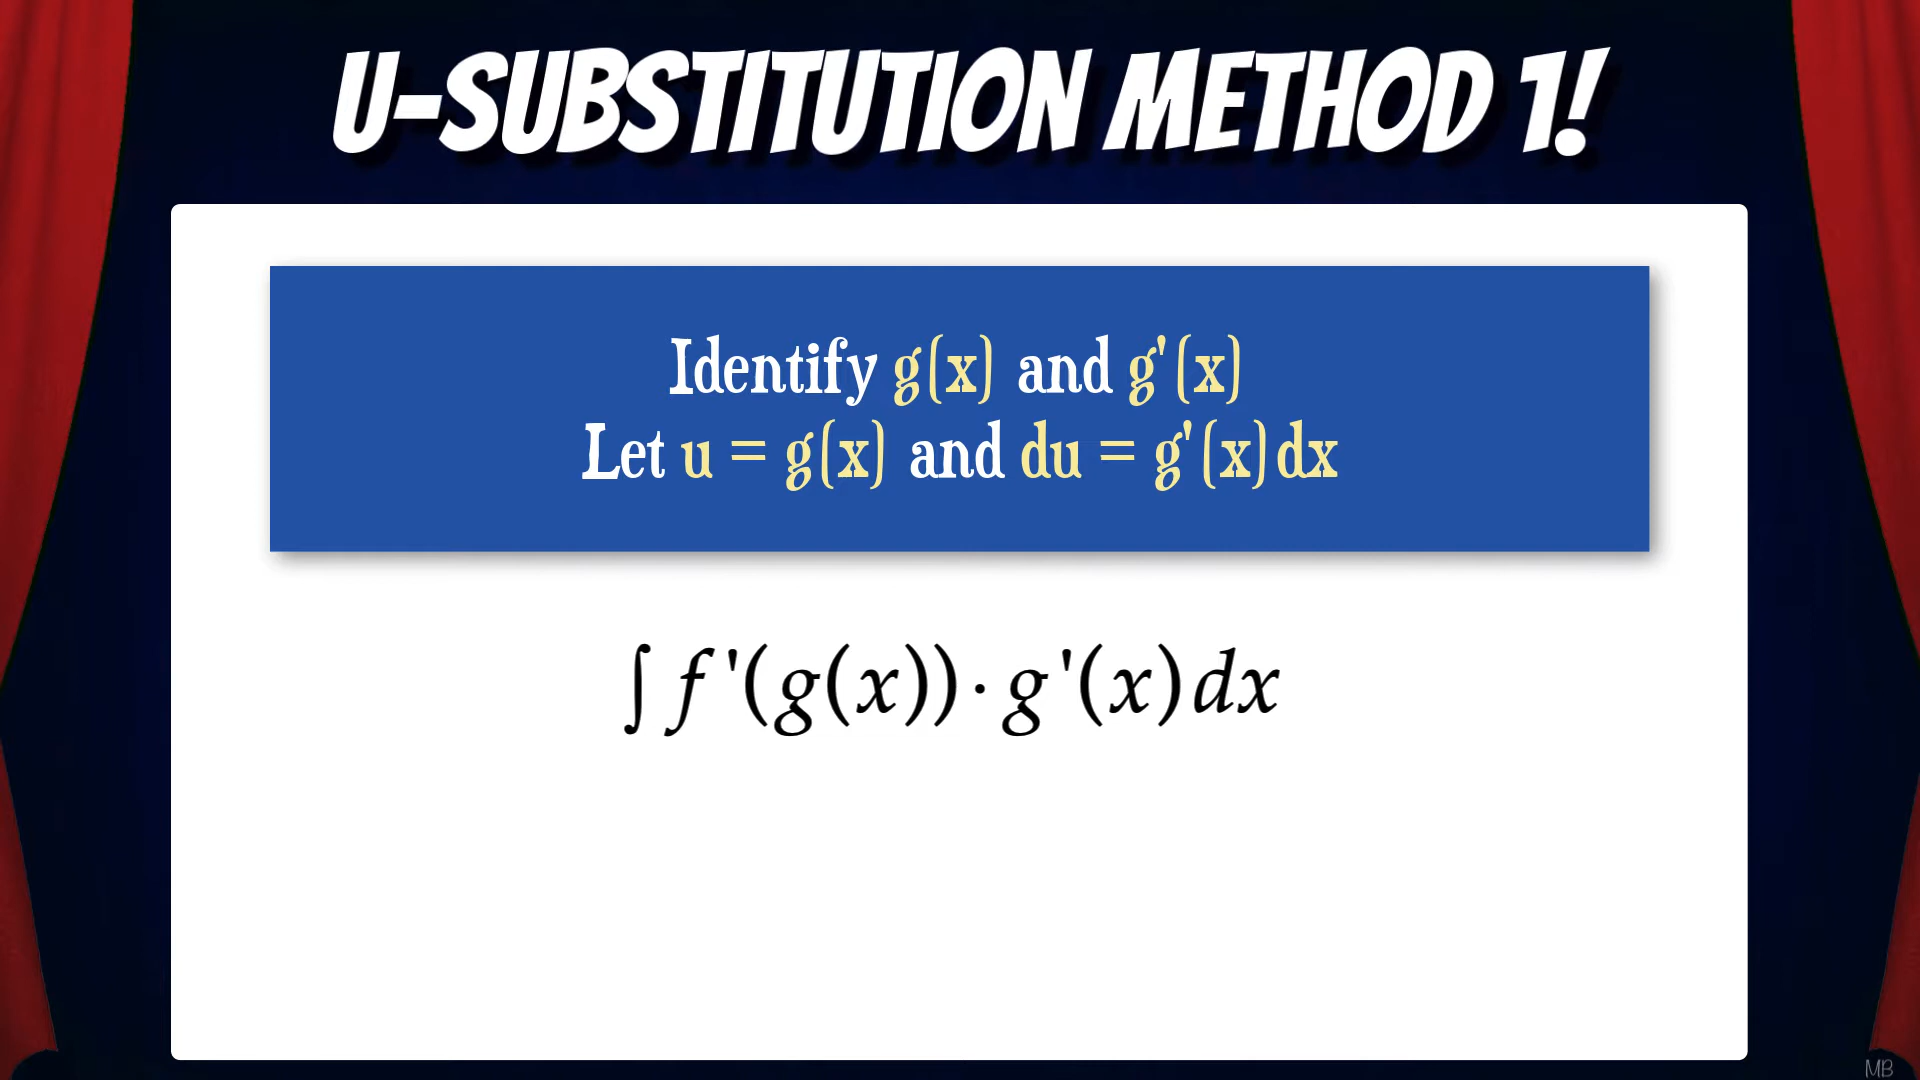 U-SUBSTITUTION METHOD 1!
Identify g(x) and g'(x)
Let u = g(x) and du = g'(x)dx
∫ f '(g(x)) · g '(x) dx
MB